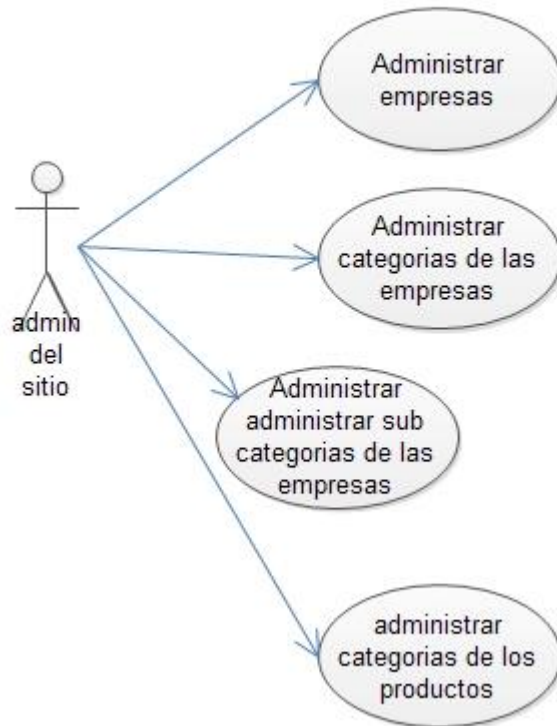 Administrar
empresas
Administrar
categorias de las
empresas
admin
del
sitio
Administrar
administrar sub
categorias de las
empresas
administrar
categorias de los
productos